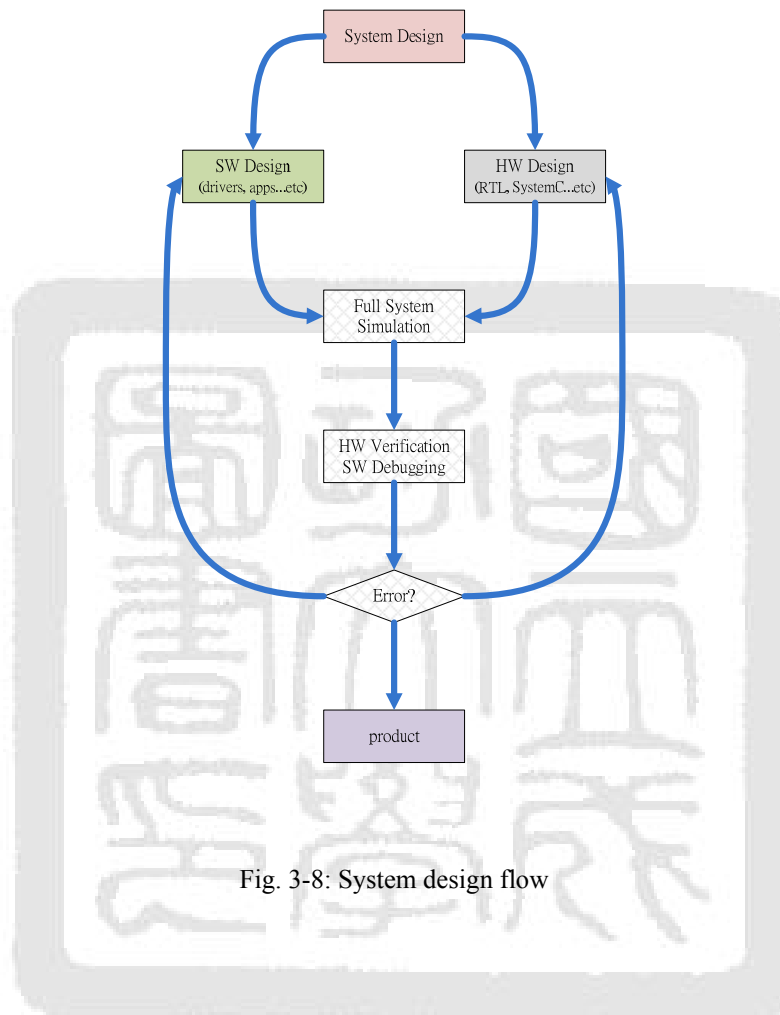 System Design
SW Design
(drivers, apps...etc)
HW Design
(RTL, SystemC...etc)
Full System
Simulation
HW Verification
SW Debugging
Error?
product
Fig. 3-8: System design flow